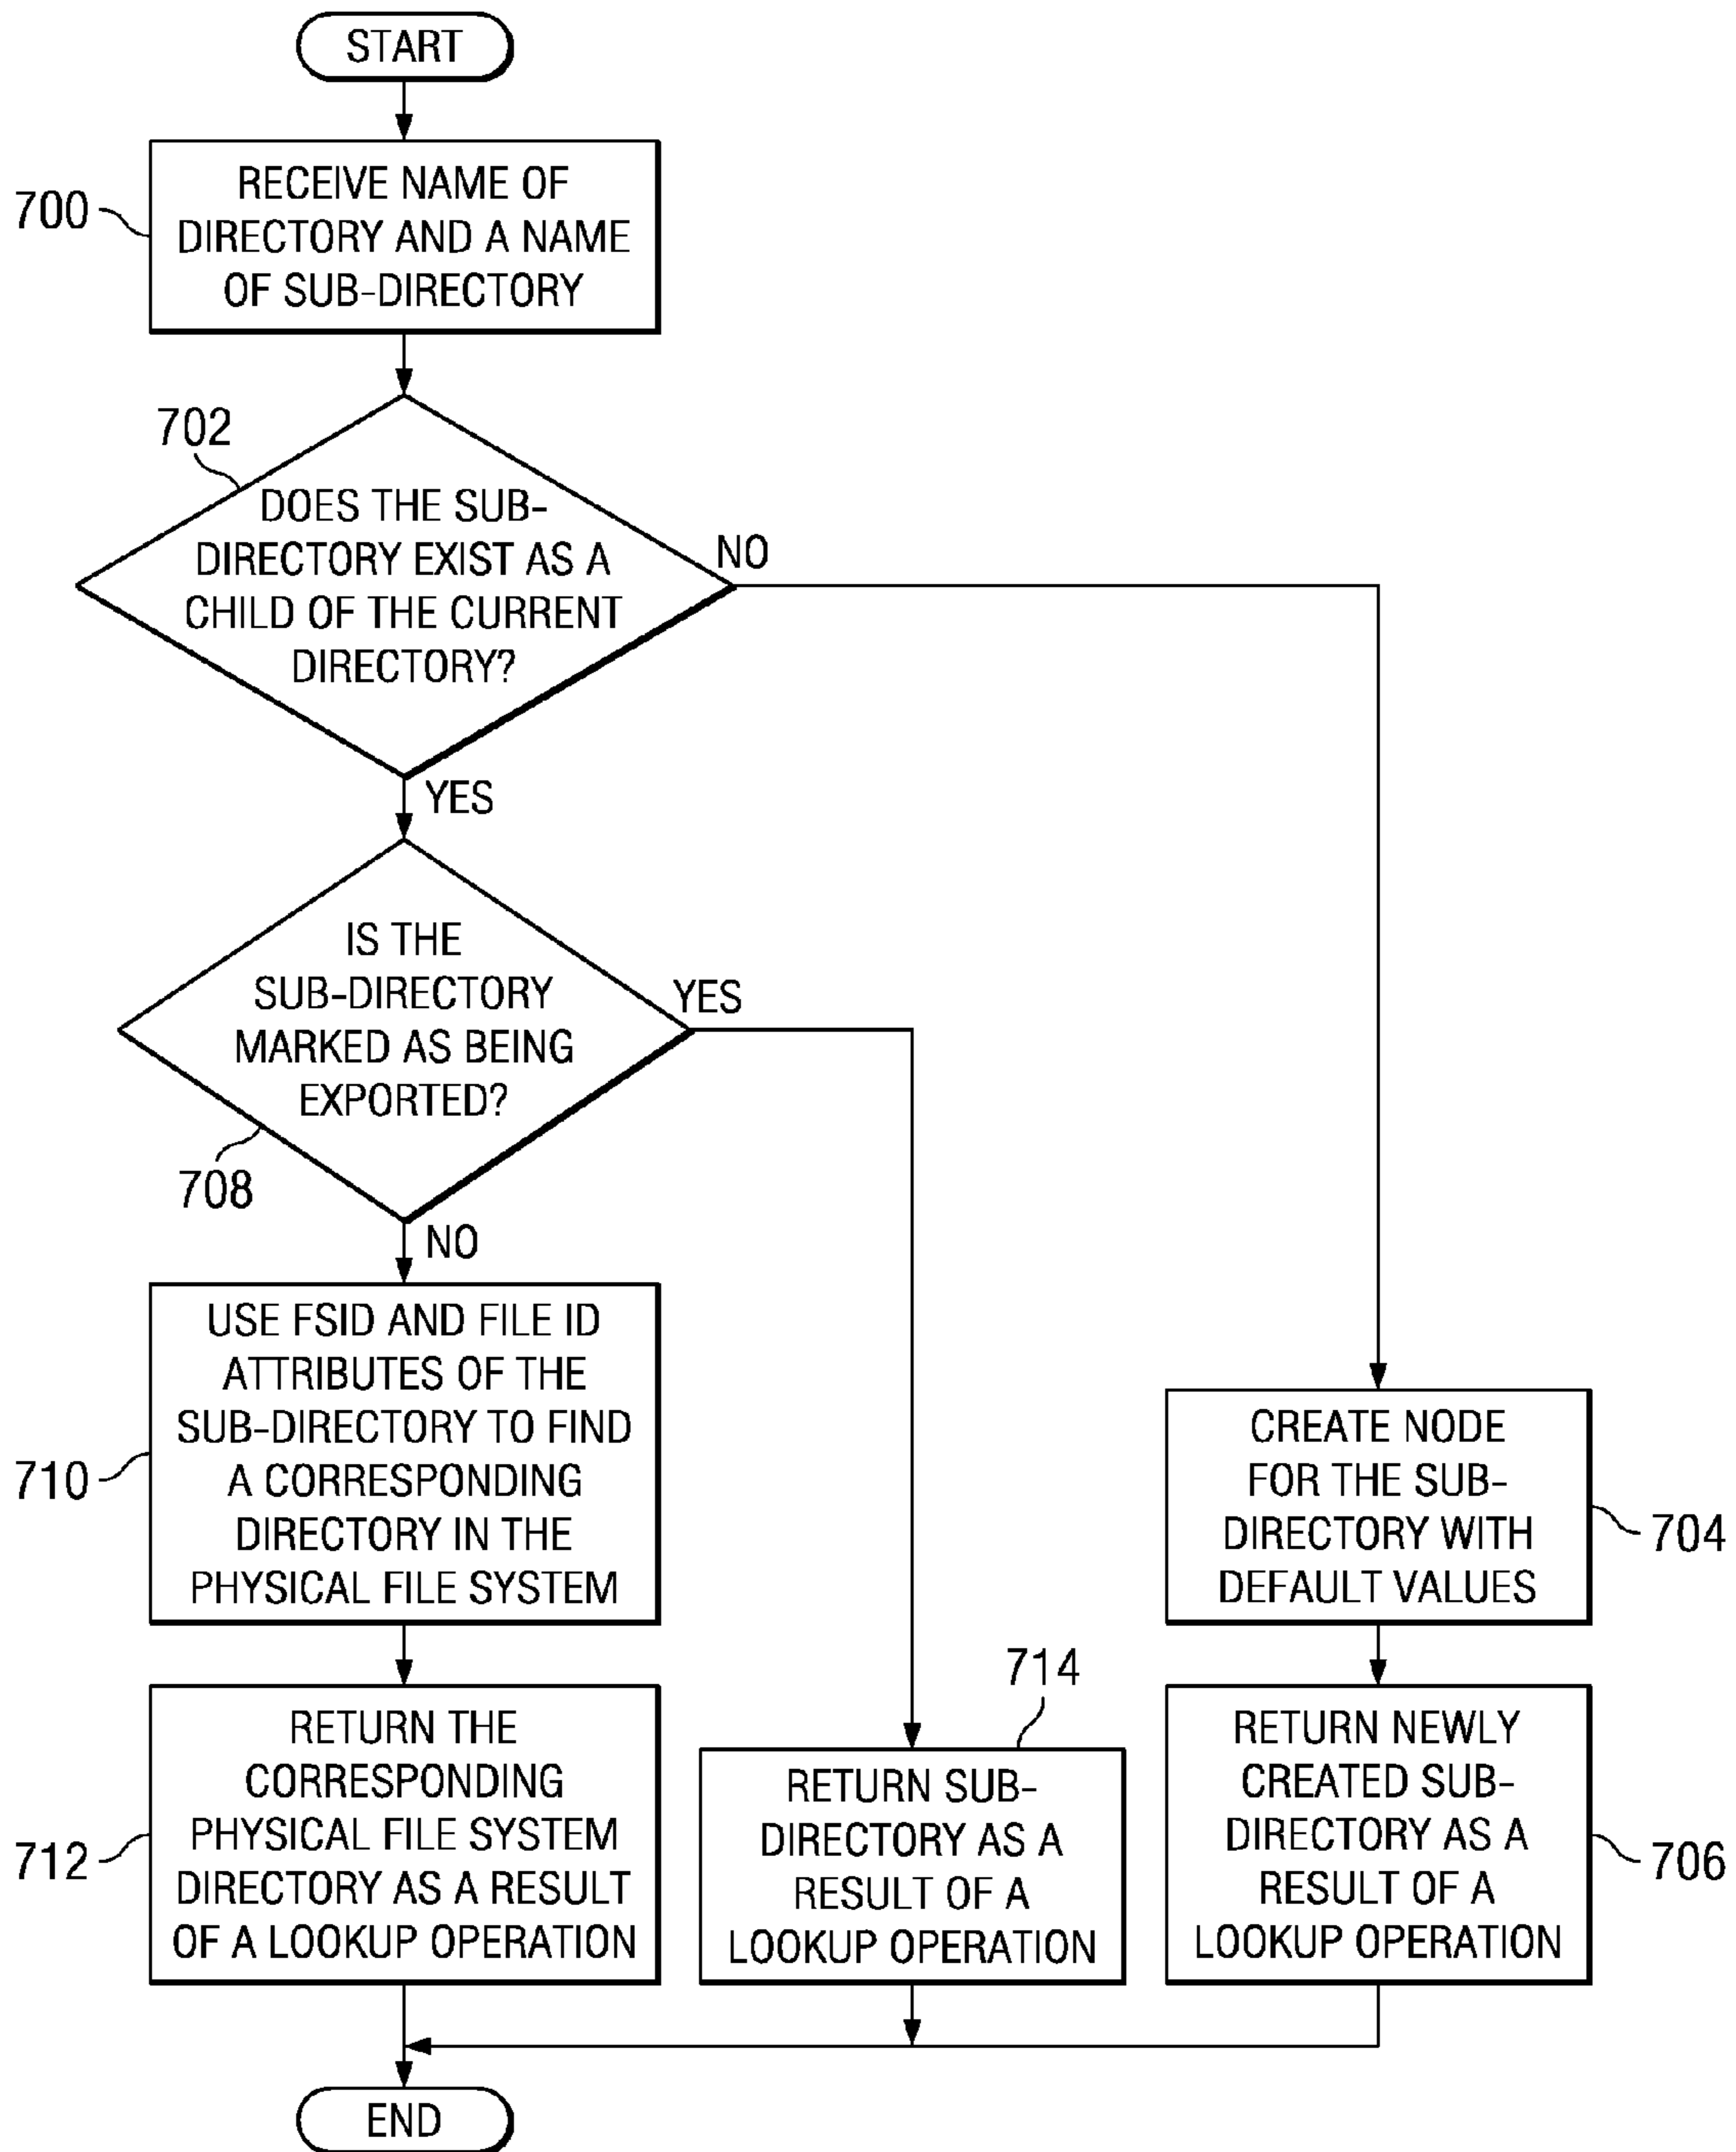 START
700
RECEIVE NAME OF
DIRECTORY AND A NAME
OF SUB-DIRECTORY
702
DOES THE SUB-
DIRECTORY EXIST AS A
CHILD OF THE CURRENT
DIRECTORY?
NO
YES
IS THE
SUB-DIRECTORY
MARKED AS BEING
EXPORTED?
YES
708
NO
710
USE FSID AND FILE ID
ATTRIBUTES OF THE
SUB-DIRECTORY TO FIND
A CORRESPONDING
DIRECTORY IN THE
PHYSICAL FILE SYSTEM
CREATE NODE
FOR THE SUB-
DIRECTORY WITH
DEFAULT VALUES
704
712
RETURN THE
CORRESPONDING
PHYSICAL FILE SYSTEM
DIRECTORY AS A RESULT
OF A LOOKUP OPERATION
714
RETURN SUB-
DIRECTORY AS A
RESULT OF A
LOOKUP OPERATION
RETURN NEWLY
CREATED SUB-
DIRECTORY AS A
RESULT OF A
LOOKUP OPERATION
706
END